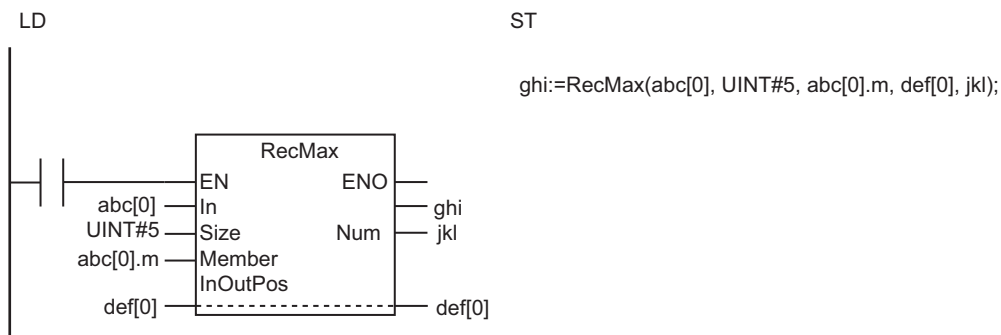 LD
ST
ghi:=RecMax(abc[0], UINT#5, abc[0].m, def[0], jkl);
RecMax
EN ENO
abc[0] In ghi
UINT#5 Size Num jkl
abc[0].m Member
InOutPos
def[0] def[0]